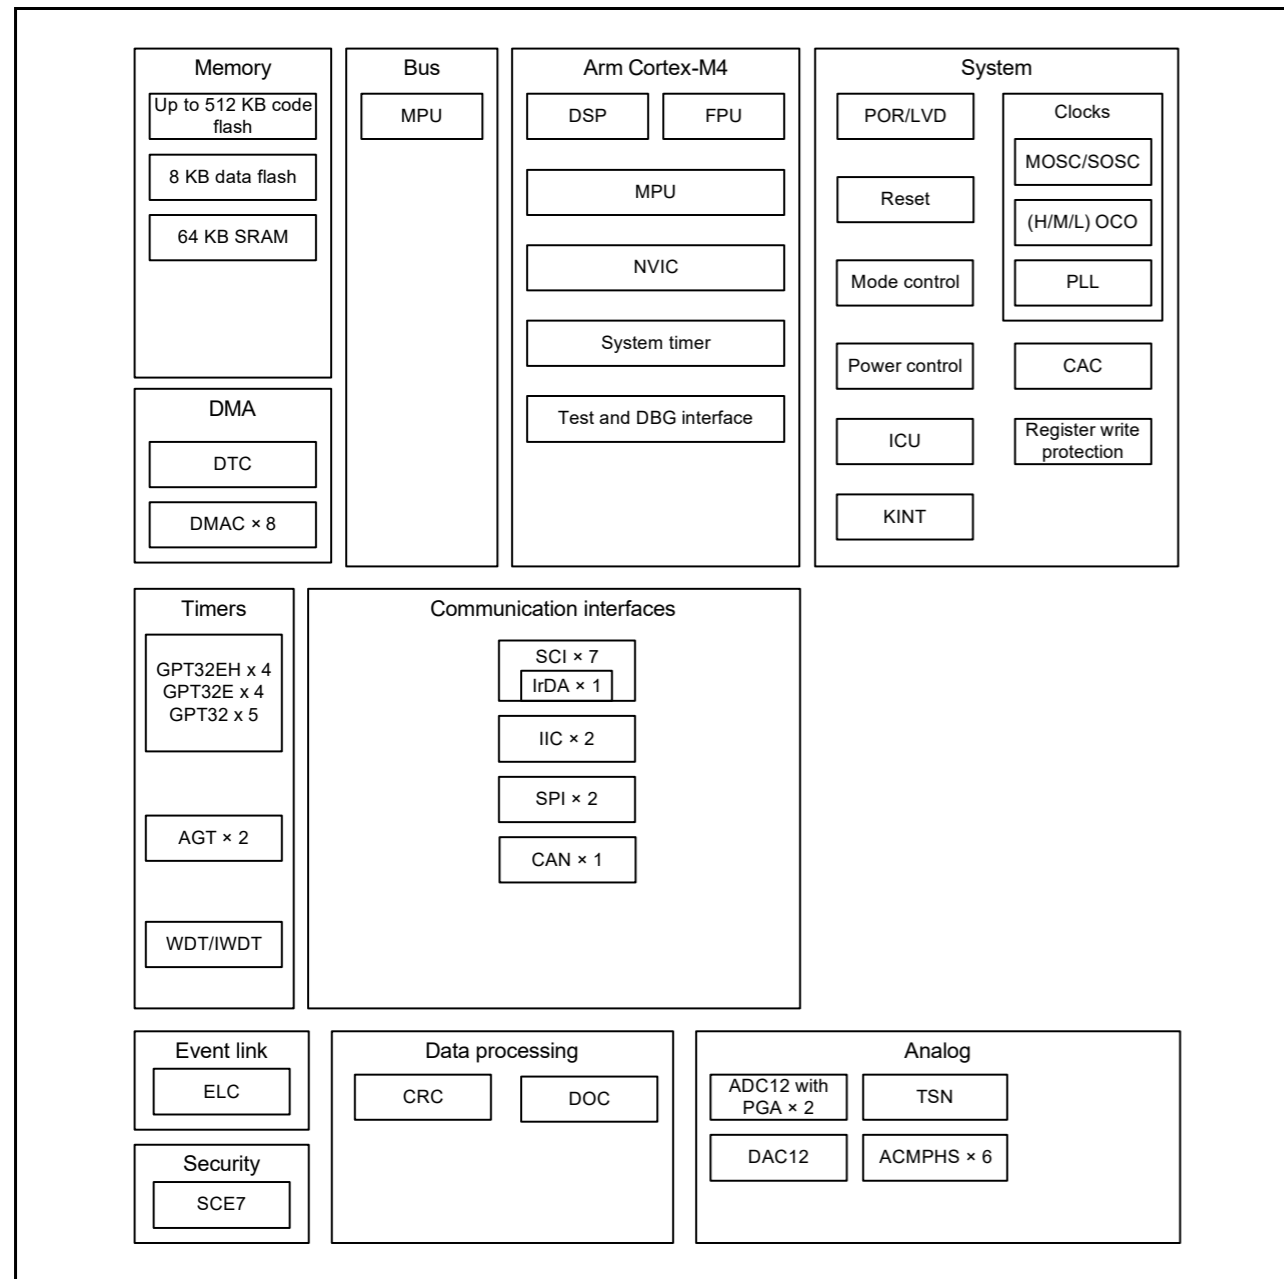 Memory
Up to 512 KB code
flash
8 KB data flash
64 KB SRAM
DMA
DTC
DMAC × 8
Bus
MPU
Arm Cortex-M4
DSP
FPU
MPU
NVIC
System timer
Test and DBG interface
System
POR/LVD
Reset
Mode control
Power control
ICU
KINT
Clocks
MOSC/SOSC
(H/M/L) OCO
PLL
CAC
Register write
protection
Timers
GPT32EH x 4
GPT32E x 4
GPT32 x 5
AGT × 2
WDT/IWDT
Communication interfaces
SCI × 7
IrDA × 1
IIC × 2
SPI × 2
CAN × 1
Event link
ELC
Security
SCE7
Data processing
CRC
DOC
Analog
ADC12 with
PGA × 2
TSN
DAC12
ACMPHS × 6